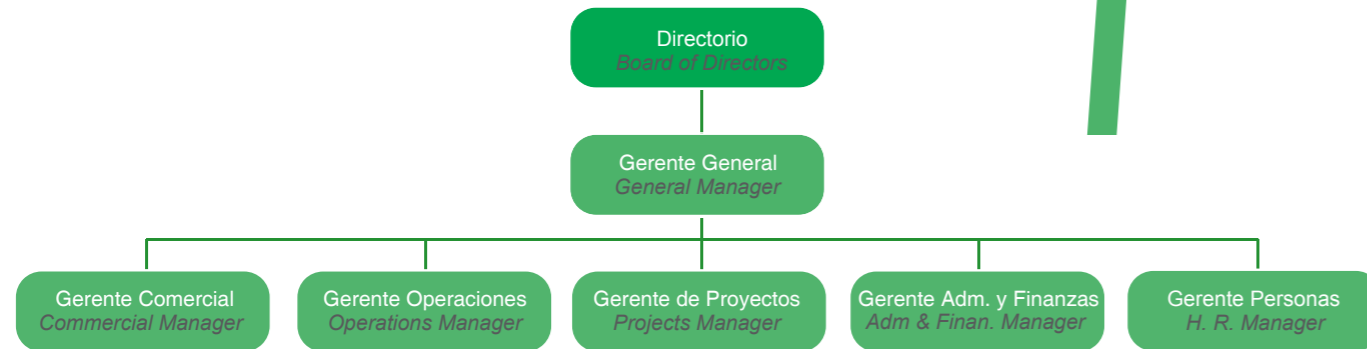 Directorio
Board of Directors
Gerente General
General Manager
Gerente Comercial
Commercial Manager
Gerente Operaciones
Operations Manager
Gerente de Proyectos
Projects Manager
Gerente Adm. y Finanzas
Adm & Finan. Manager
Gerente Personas
H. R. Manager